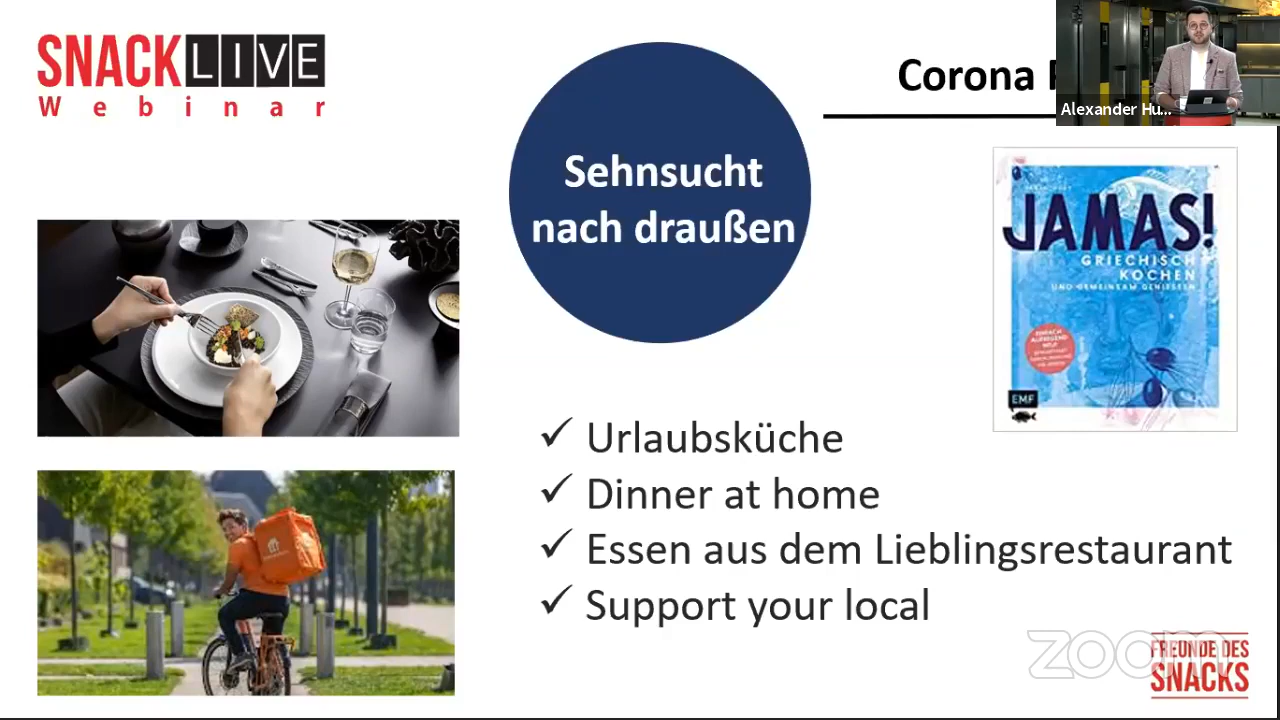 SNACKLIVE
Webinar
Sehnsucht
nach draußen
Corona
Alexander Hu...
JAMAS!
GRIECHISCH
KOCHEN
UND GEMEINSAM GENIESSEN
EMF
✓ Urlaubsküche
✓ Dinner at home
✓ Essen aus dem Lieblingsrestaurant
✓ Support your local
zoom
FREUNDE DES
SNACKS